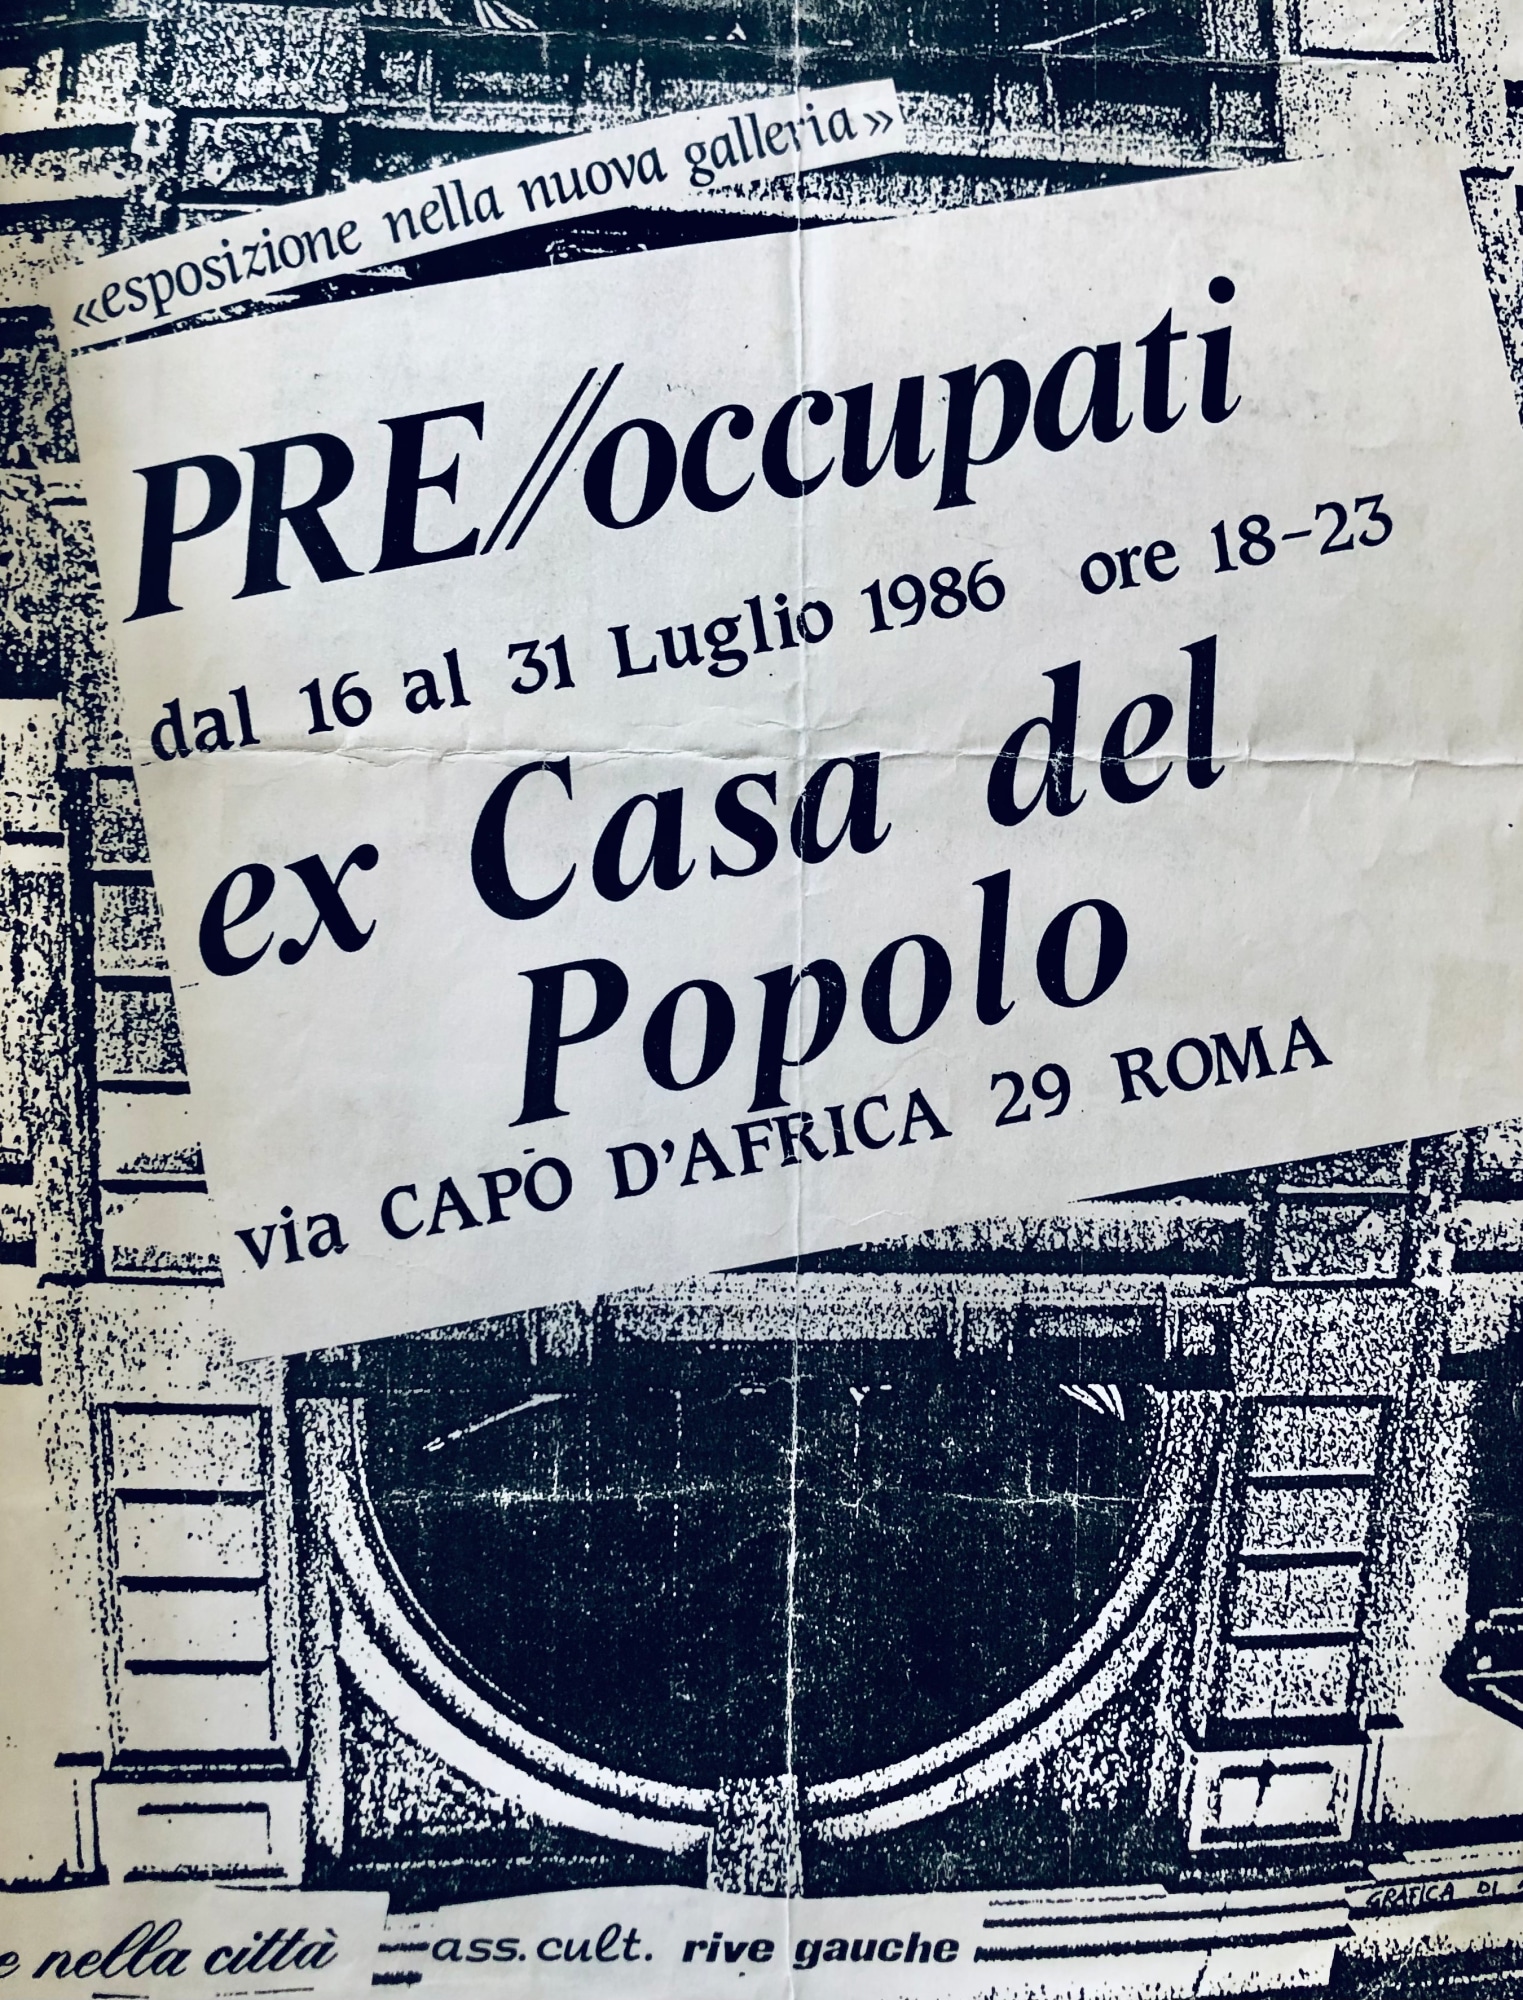 «esposizione nella nuova galleria»
PRE//occupati
dal 16 al 31 Luglio 1986 ore 18-23
ex Casa del
Popolo
via CAPO D'AFRICA 29 ROMA
GRAFICA DI
e nella città
ass. cult. rive gauche